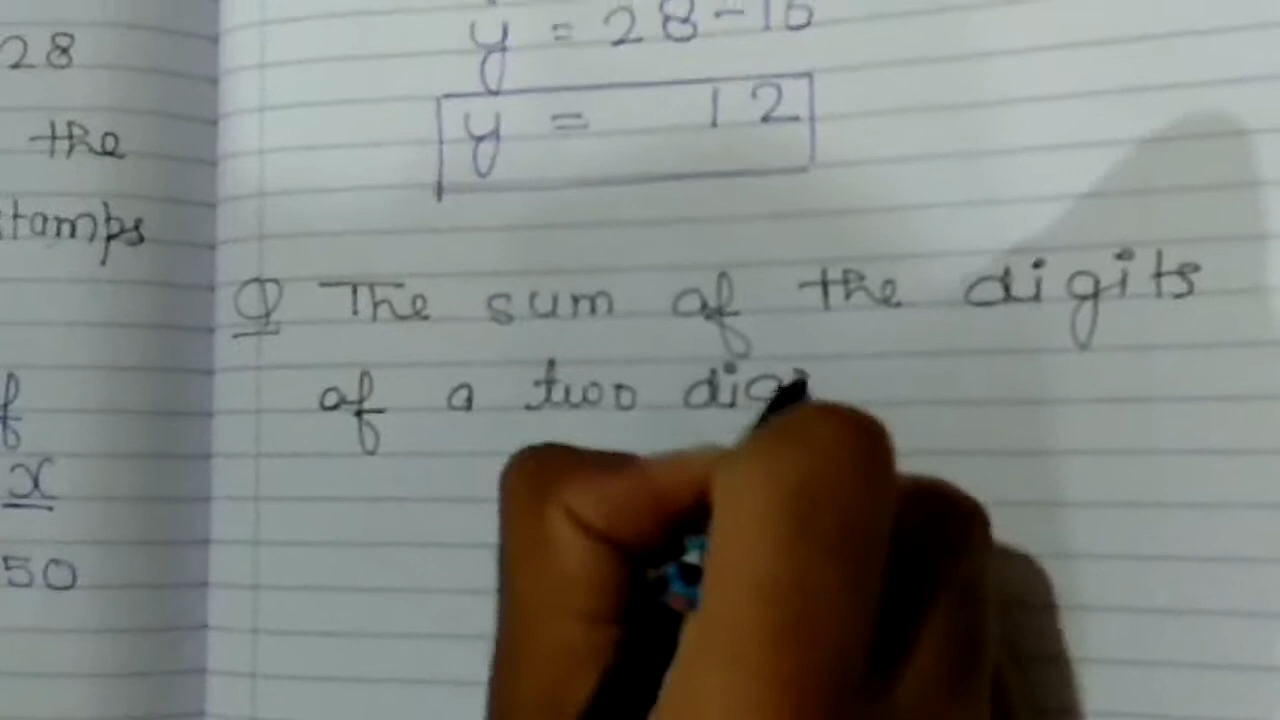 28
the
stamps
f
x
50
y = 28-16
y = 12
Q The sum of the digits
of a two dig